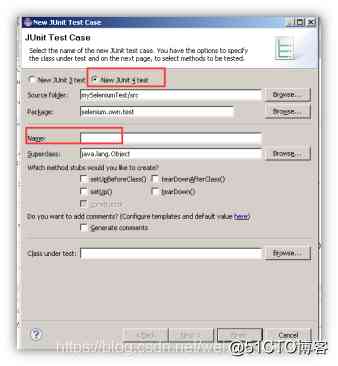 New JUnit Test Case
JUnit Test Case
Select the name of the new JUnit test case. You have the options to specify
the class under test and on the next page, to select methods to be tested.
New JUnit 3 test New JUnit 4 test
Source folder: mySeleniumTest/src Browse...
Package: selenium.own.test Browse...
Name:
Superclass: java.lang.Object Browse...
Which method stubs would you like to create?
setUpBeforeClass() tearDownAfterClass()
setUp() tearDown()
constructor
Do you want to add comments? (Configure templates and default value here)
Generate comments
Class under test: Browse...
< Back Next > Finish Cancel
https://blog.csdn.net/we
@51CTO博客